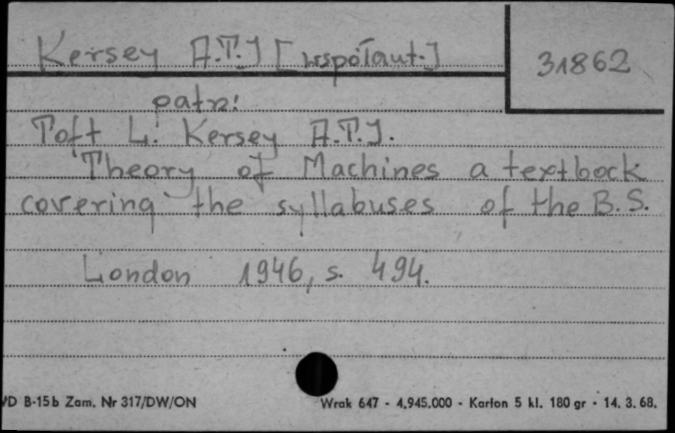 Kersey A.T.J [współaut.]
31862
patrz:
Toft L. Kersey A.T.J.
Theory of Machines a textbook
covering the syllabuses of the B.S.
London 1946, s. 494.
VD B-15b Zam. Nr 317/DW/ON
Wrak 647 - 4.945.000 - Karton 5 kl. 180 gr - 14. 3. 68.